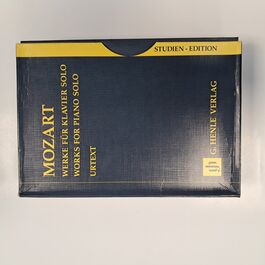 STUDIEN-EDITION
MOZART
WERKE FÜR KLAVIER SOLO
WORKS FOR PIANO SOLO
URTEXT
G. HENLE VERLAG